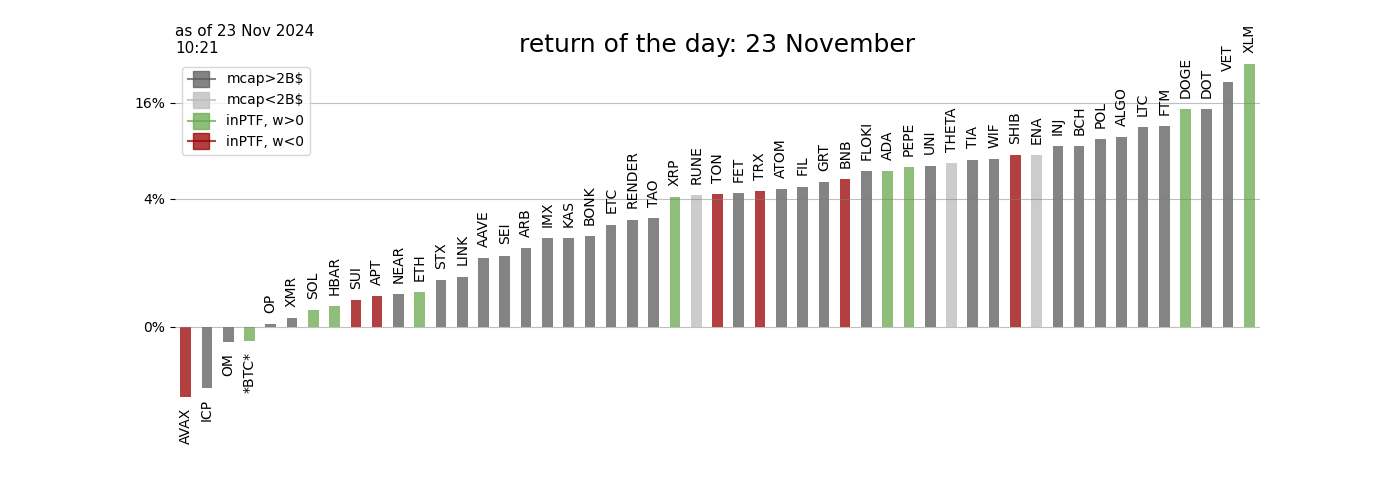 as of 23 Nov 2024
10:21
return of the day: 23 November
mcap>2B$
mcap<2B$
inPTF, w>0
inPTF, w<0
16%
4%
0%
AVAX
ICP
OM
*BTC*
OP
XMR
SOL
HBAR
SUI
APT
NEAR
ETH
STX
LINK
AAVE
SEI
ARB
IMX
KAS
BONK
ETC
RENDER
TAO
XRP
RUNE
TON
FET
TRX
ATOM
FIL
GRT
BNB
FLOKI
ADA
PEPE
UNI
THETA
TIA
WIF
SHIB
ENA
INJ
BCH
POL
ALGO
LTC
FTM
DOGE
DOT
VET
XLM